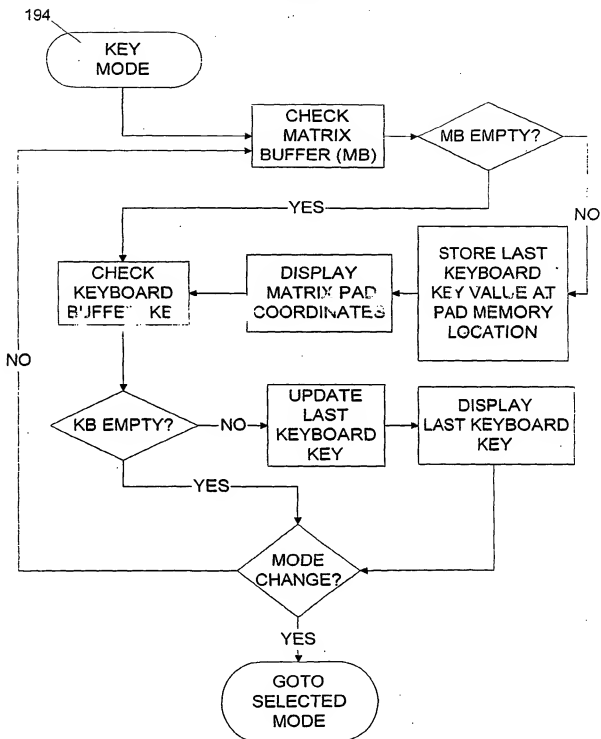 194
KEY
MODE
CHECK
MATRIX
BUFFER (MB)
MB EMPTY?
YES
NO
CHECK
KEYBOARD
DISPLAY
MATRIX PAD
COORDINATES
STORE LAST
KEYBOARD
KEY VALUE AT
PAD MEMORY
LOCATION
NO
KB EMPTY?
NO
UPDATE
LAST
KEYBOARD
KEY
DISPLAY
LAST KEYBOARD
KEY
YES
MODE
CHANGE?
YES
GOTO
SELECTED
MODE